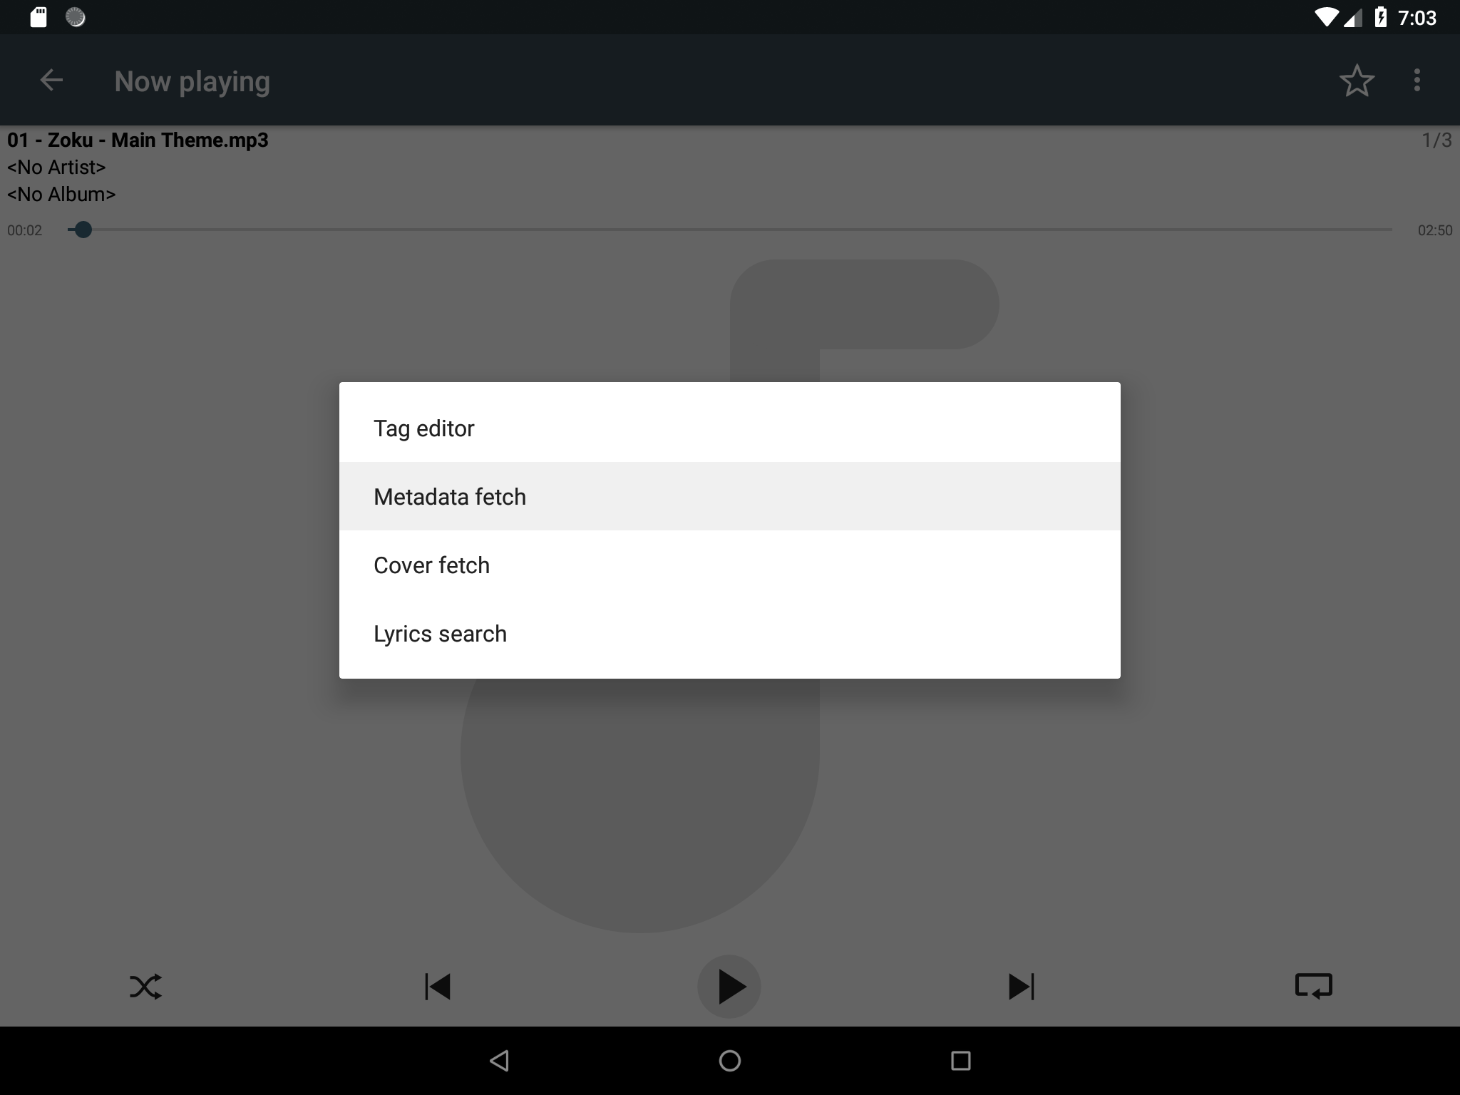 7:03
Now playing
01 - Zoku - Main Theme.mp3
1/3
<No Artist>
<No Album>
00:02
02:50
Tag editor
Metadata fetch
Cover fetch
Lyrics search